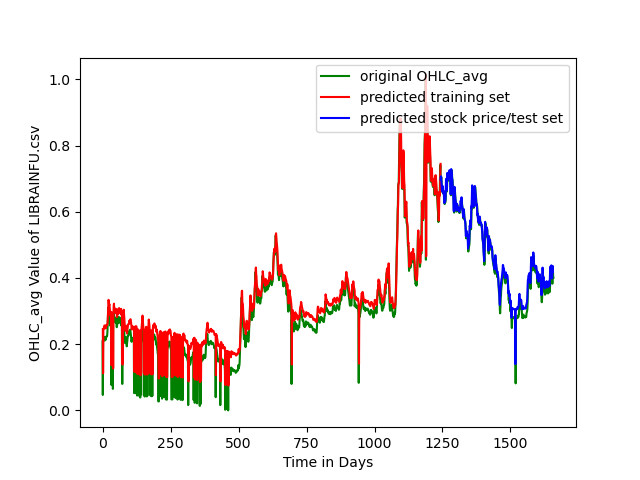 original OHLC_avg
predicted training set
predicted stock price/test set
OHLC_avg Value of LIBRAINFU.csv
1.0
0.8
0.6
0.4
0.2
0.0
0 250 500 750 1000 1250 1500
Time in Days